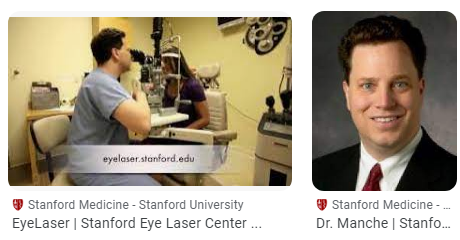 eyelaser.stanford.edu
Stanford Medicine - Stanford University
EyeLaser | Stanford Eye Laser Center ...
Stanford Medicine - ...
Dr. Manche | Stanfo...